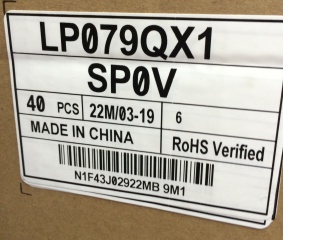 LP079QX1
SP0V
40 PCS 22M/03-19 6
MADE IN CHINA RoHS Verified
N1F43J02922MB 9M1